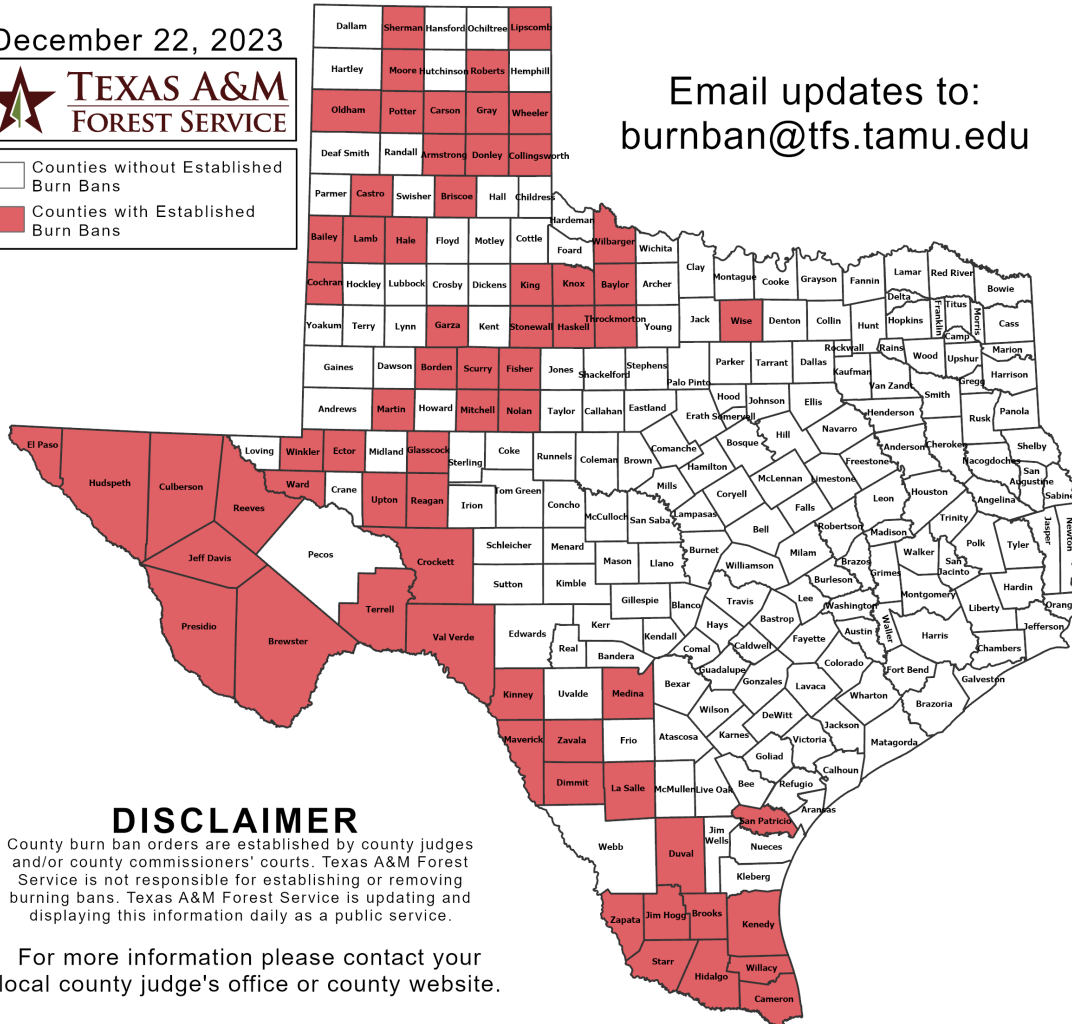 December 22, 2023
TEXAS A&M
FOREST SERVICE
Counties without Established
Burn Bans
Counties with Established
Burn Bans
Email updates to:
burnban@tfs.tamu.edu
Dallam Sherman Hansford Ochiltree Lipscomb
Hartley Moore Hutchinson Roberts Hemphill
Oldham Potter Carson Gray Wheeler
Deaf Smith Randall Armstrong Donley Collingsworth
Parmer Castro Swisher Briscoe Hall Childress
Hardeman
Bailey Lamb Hale Floyd Motley Cottle Foard Wilbarger Wichita
Clay Montague Cooke Grayson Fannin Lamar Red River Bowie
Cochran Hockley Lubbock Crosby Dickens King Knox Baylor Archer
Delta Franklin Titus Morris Cass
Yoakum Terry Lynn Garza Kent Stonewall Haskell Throckmorton Young Jack Wise Denton Collin Hunt Hopkins Camp
Rockwall Rains Wood Upshur Marion
Gaines Dawson Borden Scurry Fisher Jones Shackelford Stephens Palo Pinto Parker Tarrant Dallas Kaufman Van Zandt Gregg Harrison
Andrews Martin Howard Mitchell Nolan Taylor Callahan Eastland Erath Hood Somervell Johnson Ellis Henderson Smith Rusk Panola
El Paso Hudspeth Culberson Reeves Loving Winkler Ector Midland Glasscock Sterling Coke Runnels Coleman Brown Comanche Bosque Hill Navarro Anderson Cherokee Nacogdoches Shelby
Ward Crane Upton Reagan Irion Tom Green Concho McCulloch San Saba Mills Hamilton Coryell McLennan Limestone Freestone Leon Houston Angelina San
Augustine Sabine
Jeff Davis Pecos Crockett Schleicher Menard Mason Llano Lampasas Burnet Bell Falls Robertson Madison Trinity Polk Tyler Jasper Newton
Presidio Brewster Terrell Val Verde Sutton Kimble Gillespie Blanco Williamson Milam Brazos Grimes Walker San
Jacinto Hardin
Travis Lee Burleson Washington Montgomery Liberty Orange
Edwards Real Kerr Bandera Kendall Comal Hays Caldwell Bastrop Fayette Austin Waller Harris Chambers Jefferson
Kinney Uvalde Medina Bexar Guadalupe Gonzales Lavaca Colorado Wharton Fort Bend Brazoria Galveston
Maverick Zavala Frio Atascosa Wilson Karnes DeWitt Victoria Jackson Matagorda
Dimmit La Salle McMullen Live Oak Bee Goliad Refugio Calhoun Aransas
Webb Duval Jim
Wells San Patricio Nueces
Kleberg
Zapata Jim Hogg Brooks Kenedy
Starr Hidalgo Willacy
Cameron
DISCLAIMER
County burn ban orders are established by county judges
and/or county commissioners' courts. Texas A&M Forest
Service is not responsible for establishing or removing
burning bans. Texas A&M Forest Service is updating and
displaying this information daily as a public service.
For more information please contact your
local county judge's office or county website.